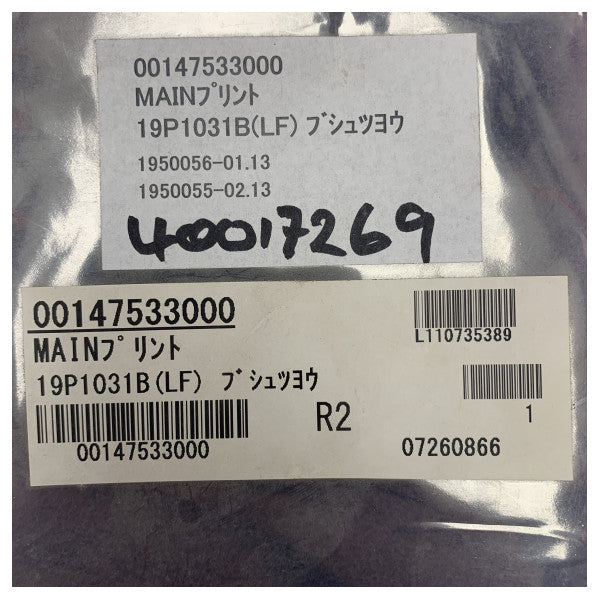 00147533000
MAINﾌﾟﾘﾝﾄ
19P1031B(LF) ﾌﾞｼｭﾂﾖｳ
1950056-01.13
1950055-02.13
40017269
00147533000
MAINﾌﾟﾘﾝﾄ
L110735389
19P1031B(LF) ﾌﾞｼｭﾂﾖｳ
R2
1
00147533000
07260866